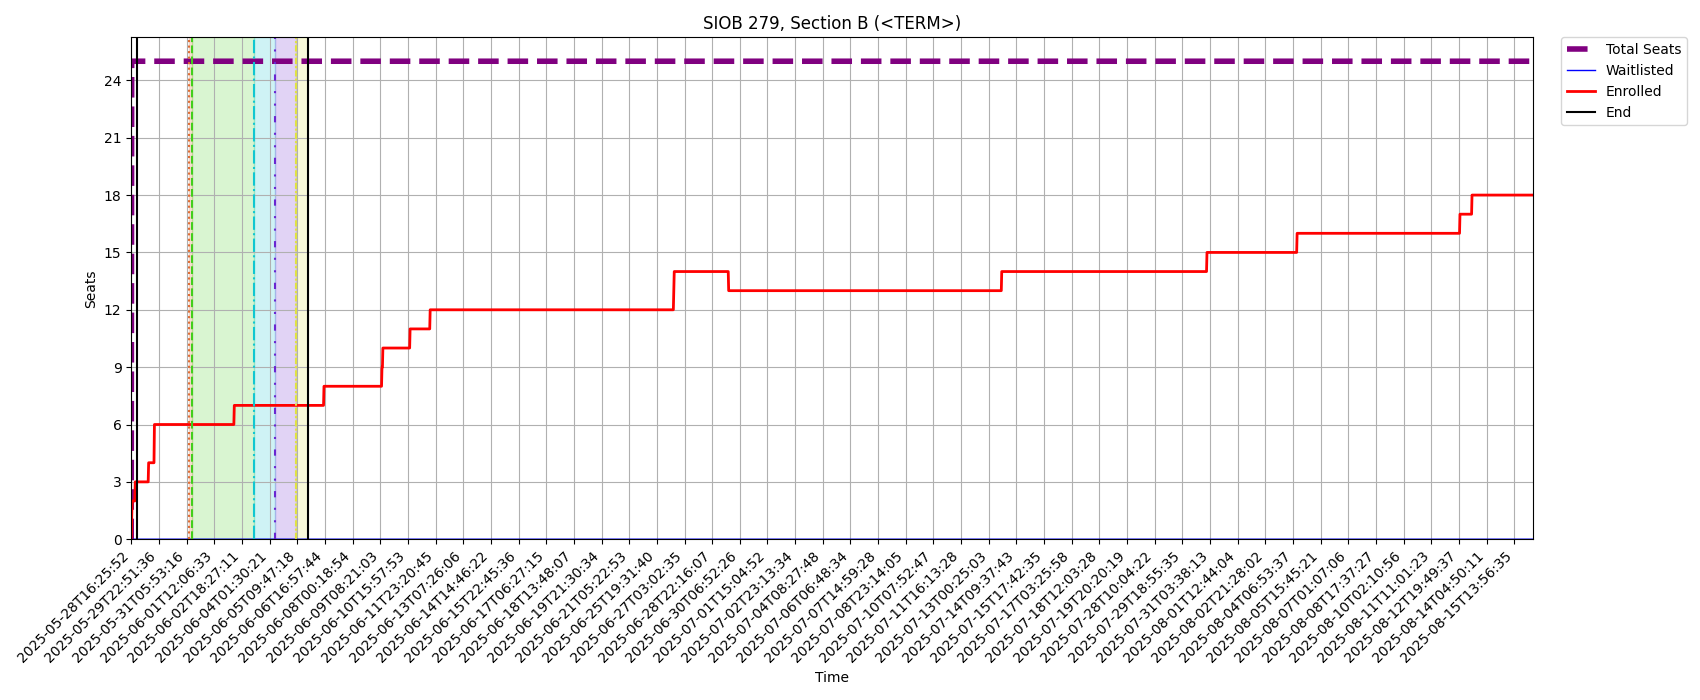 SIOB 279, Section B (<TERM>)
Total Seats
Waitlisted
Enrolled
End
Seats
24
21
18
15
12
9
6
3
0
2025-05-28T16:25:52
2025-05-29T22:51:36
2025-05-31T05:53:16
2025-06-01T12:06:33
2025-06-02T18:27:11
2025-06-04T01:30:21
2025-06-05T09:47:18
2025-06-06T16:57:44
2025-06-08T00:18:54
2025-06-09T08:21:03
2025-06-10T15:57:53
2025-06-11T23:20:45
2025-06-13T07:26:06
2025-06-14T14:46:22
2025-06-15T22:45:36
2025-06-17T06:27:15
2025-06-18T13:48:07
2025-06-19T21:30:34
2025-06-21T05:22:53
2025-06-25T19:31:40
2025-06-27T03:02:35
2025-06-28T22:16:07
2025-06-30T06:52:26
2025-07-01T15:04:52
2025-07-02T23:13:34
2025-07-04T08:27:48
2025-07-06T06:48:34
2025-07-07T14:59:28
2025-07-08T23:14:05
2025-07-10T07:52:47
2025-07-11T16:13:28
2025-07-13T00:25:03
2025-07-14T09:37:43
2025-07-15T17:42:35
2025-07-17T03:25:58
2025-07-18T12:03:28
2025-07-19T20:20:19
2025-07-28T10:04:22
2025-07-29T18:55:35
2025-07-31T03:38:13
2025-08-01T12:44:04
2025-08-02T21:28:02
2025-08-04T06:53:37
2025-08-05T15:45:21
2025-08-07T01:07:06
2025-08-08T17:37:27
2025-08-10T02:10:56
2025-08-11T11:01:23
2025-08-12T19:49:37
2025-08-14T04:50:11
2025-08-15T13:56:35
Time